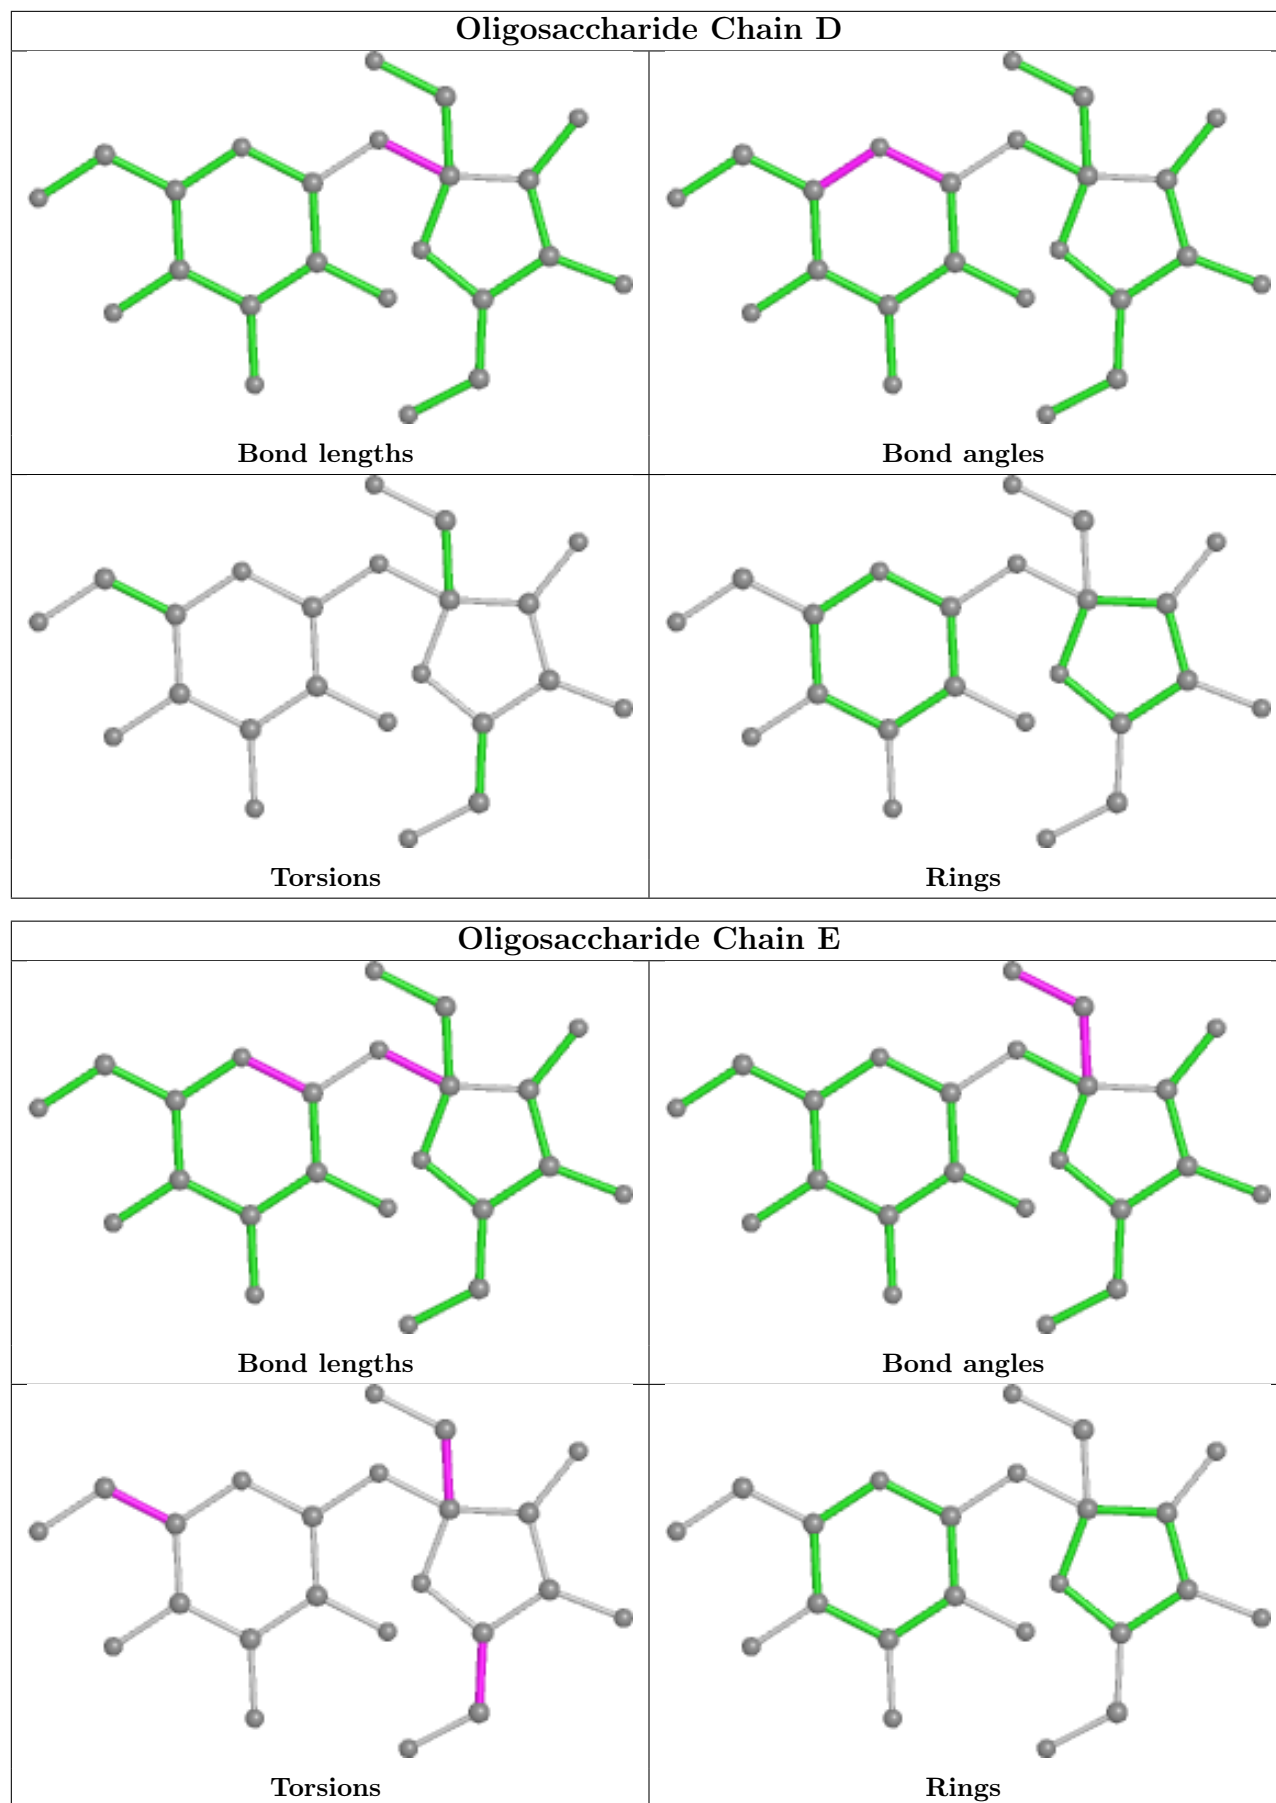 Oligosaccharide Chain D
Bond lengths
Bond angles
Torsions
Rings
Oligosaccharide Chain E
Bond lengths
Bond angles
Torsions
Rings